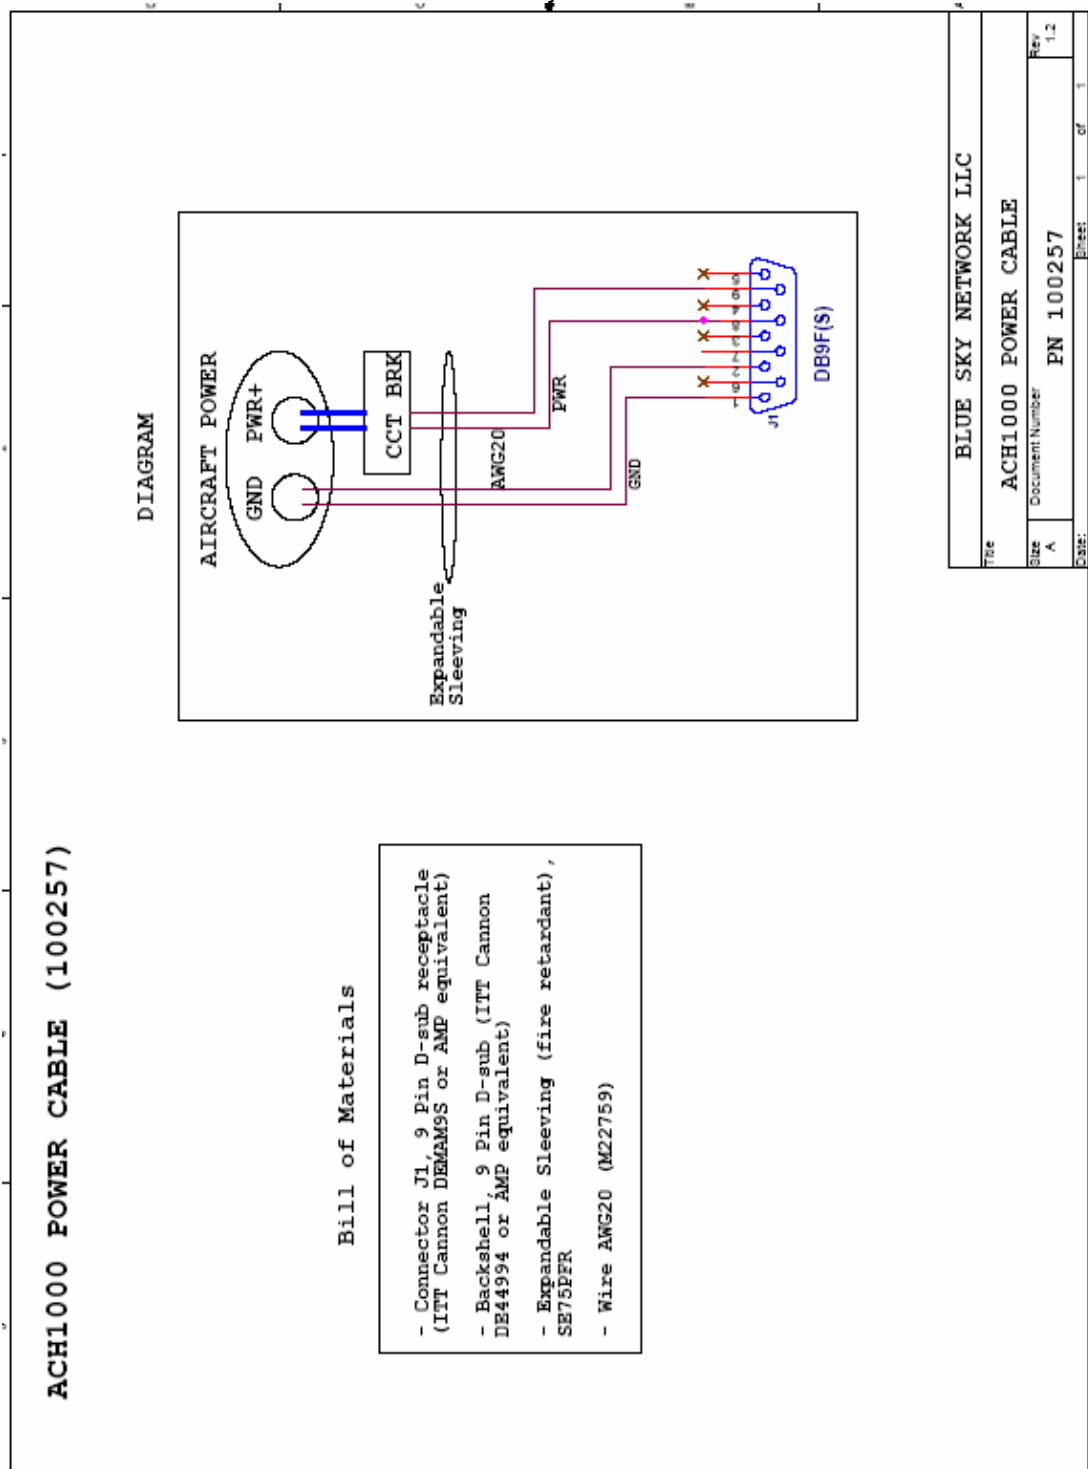 ACH1000 POWER CABLE (100257)
Bill of Materials
- Connector J1, 9 Pin D-sub receptacle
(ITT Cannon DEMAM9S or AMP equivalent)
- Backshell, 9 Pin D-sub (ITT Cannon
DE44994 or AMP equivalent)
- Expandable Sleeving (fire retardant),
SE75PFR
- Wire AWG20 (M22759)
DIAGRAM
AIRCRAFT POWER
GND PWR+
CCT BRK
Expandable
Sleeving
AWG20
PWR
GND
J1
DB9F(S)
BLUE SKY NETWORK LLC
Title
ACH1000 POWER CABLE
Size
A
Document Number
PN 100257
Rev
1.2
Date:
Sheet 1 of 1